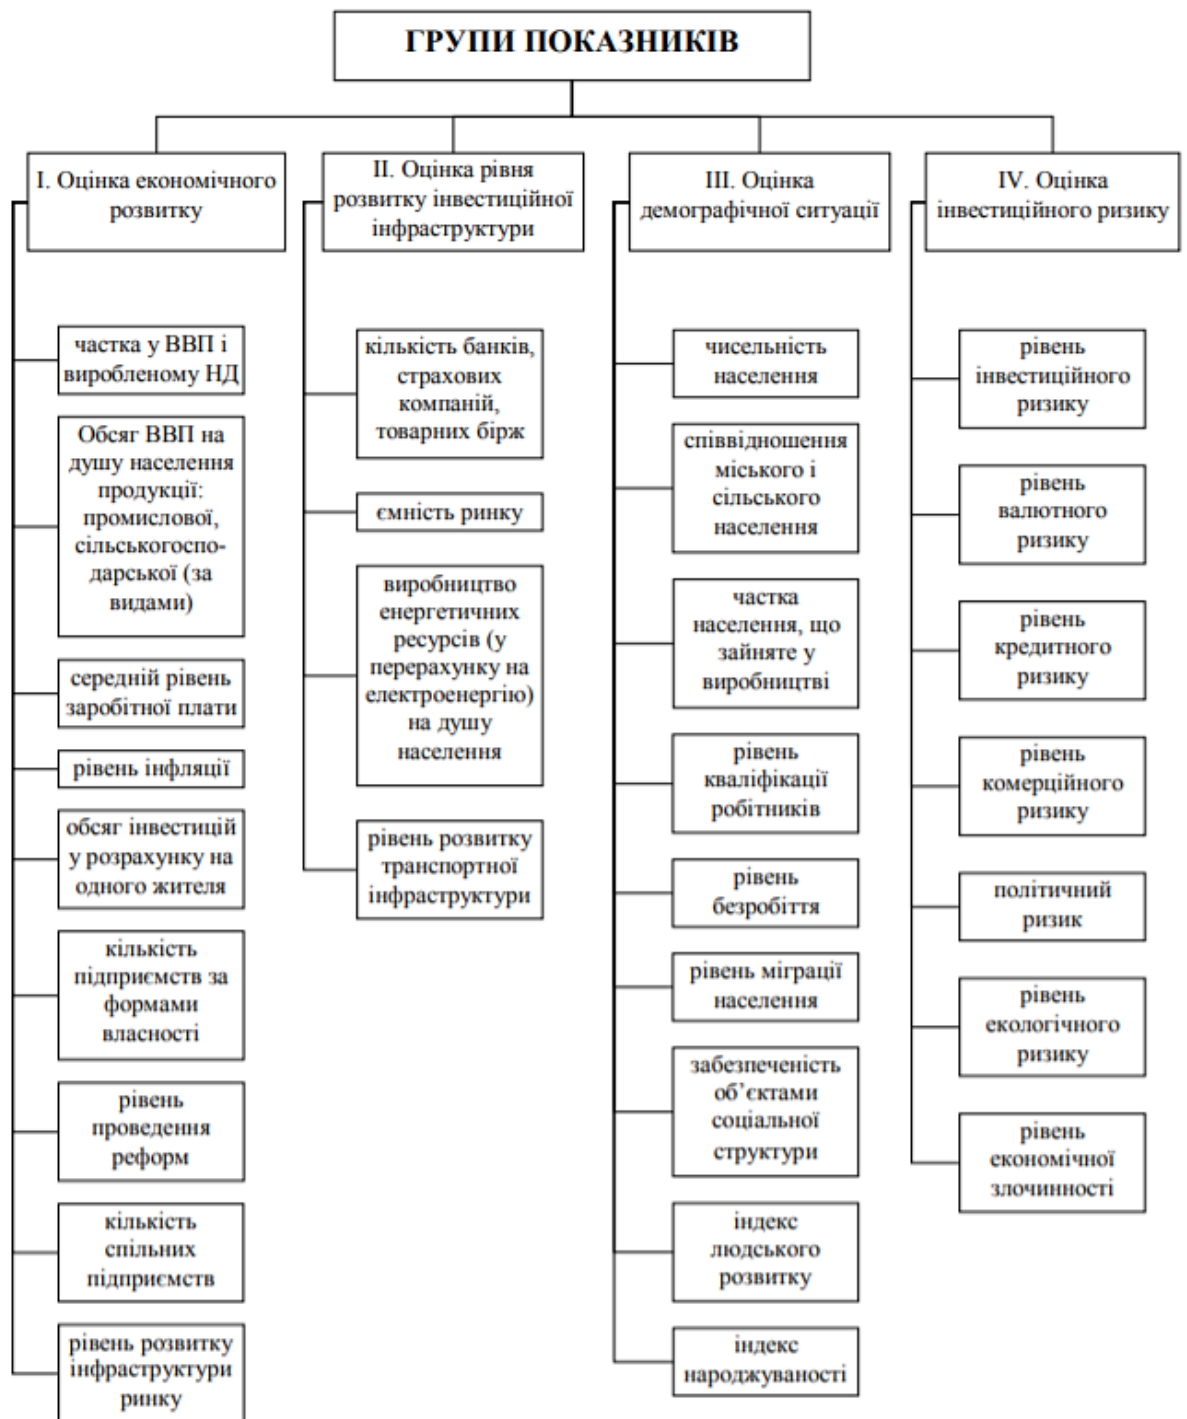 ГРУПИ ПОКАЗНИКІВ
І. Оцінка економічного
розвитку
частка у ВВП і
виробленому НД
Обсяг ВВП на
душу населення
продукції:
промислової,
сільськогоспо-
дарської (за
видами)
середній рівень
заробітної плати
рівень інфляції
обсяг інвестицій
у розрахунку на
одного жителя
кількість
підприємств за
формами
власності
рівень
проведення
реформ
кількість
спільних
підприємств
рівень розвитку
інфраструктури
ринку
ІІ. Оцінка рівня
розвитку інвестиційної
інфраструктури
кількість банків,
страхових
компаній,
товарних бірж
ємність ринку
виробництво
енергетичних
ресурсів (у
перерахунку на
електроенергію)
на душу
населення
рівень розвитку
транспортної
інфраструктури
ІІІ. Оцінка
демографічної ситуації
чисельність
населення
співвідношення
міського і
сільського
населення
частка
населення, що
зайняте у
виробництві
рівень
кваліфікації
робітників
рівень
безробіття
рівень міграції
населення
забезпеченість
об’єктами
соціальної
структури
індекс
людського
розвитку
індекс
народжуваності
IV. Оцінка
інвестиційного ризику
рівень
інвестиційного
ризику
рівень
валютного
ризику
рівень
кредитного
ризику
рівень
комерційного
ризику
політичний
ризик
рівень
екологічного
ризику
рівень
економічної
злочинності